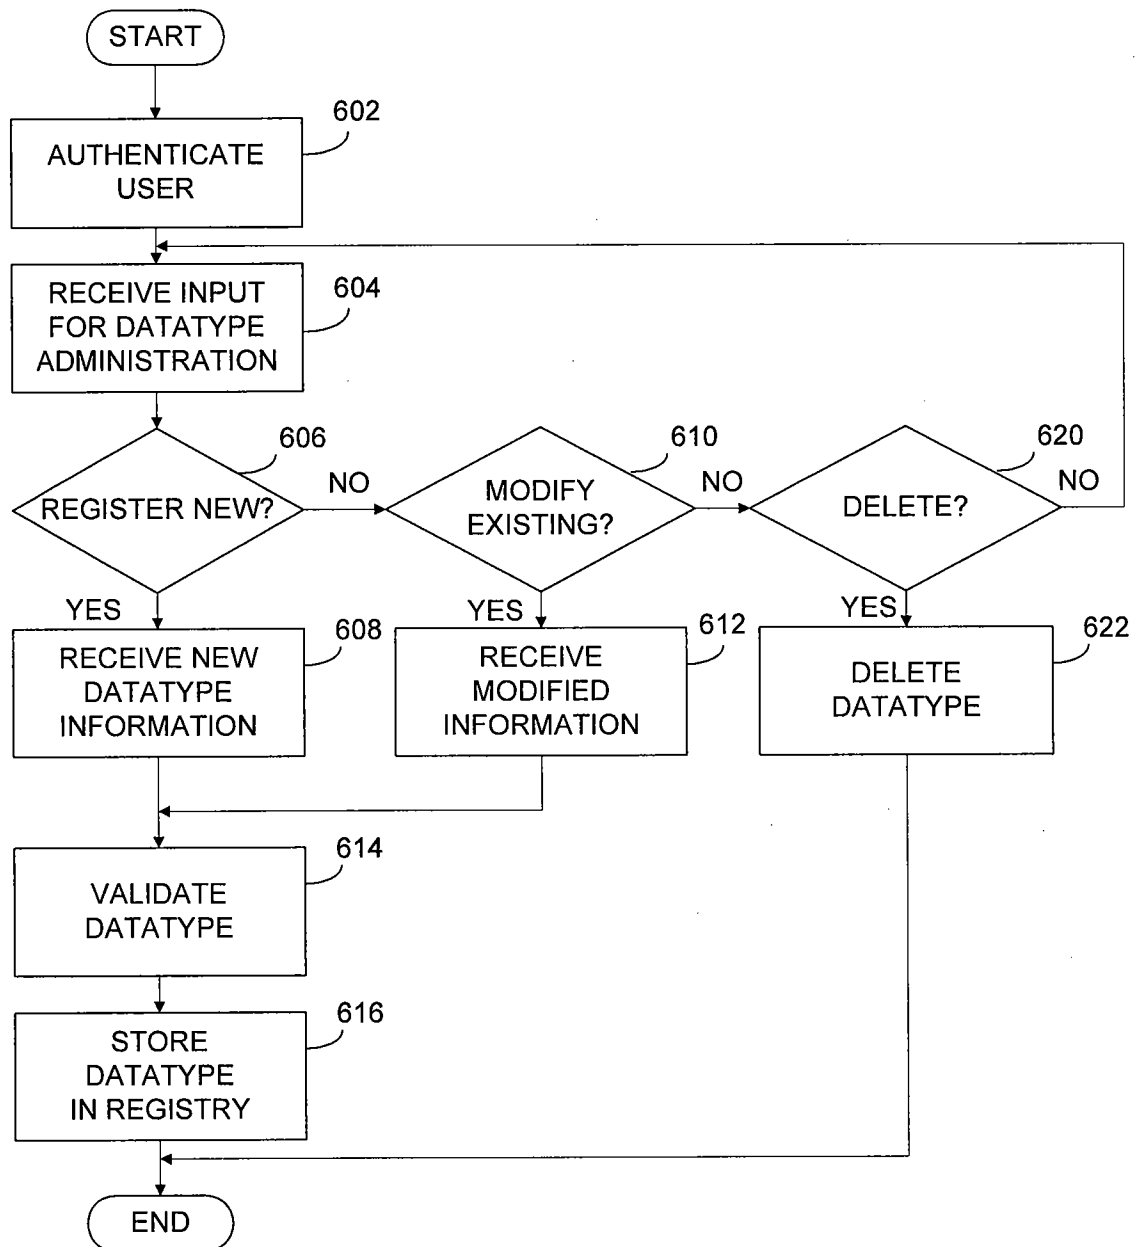 START
602
AUTHENTICATE
USER
RECEIVE INPUT
FOR DATATYPE
ADMINISTRATION
604
606
REGISTER NEW?
NO
610
MODIFY
EXISTING?
NO
620
DELETE?
NO
YES
YES
YES
608
RECEIVE NEW
DATATYPE
INFORMATION
612
RECEIVE
MODIFIED
INFORMATION
622
DELETE
DATATYPE
614
VALIDATE
DATATYPE
616
STORE
DATATYPE
IN REGISTRY
END